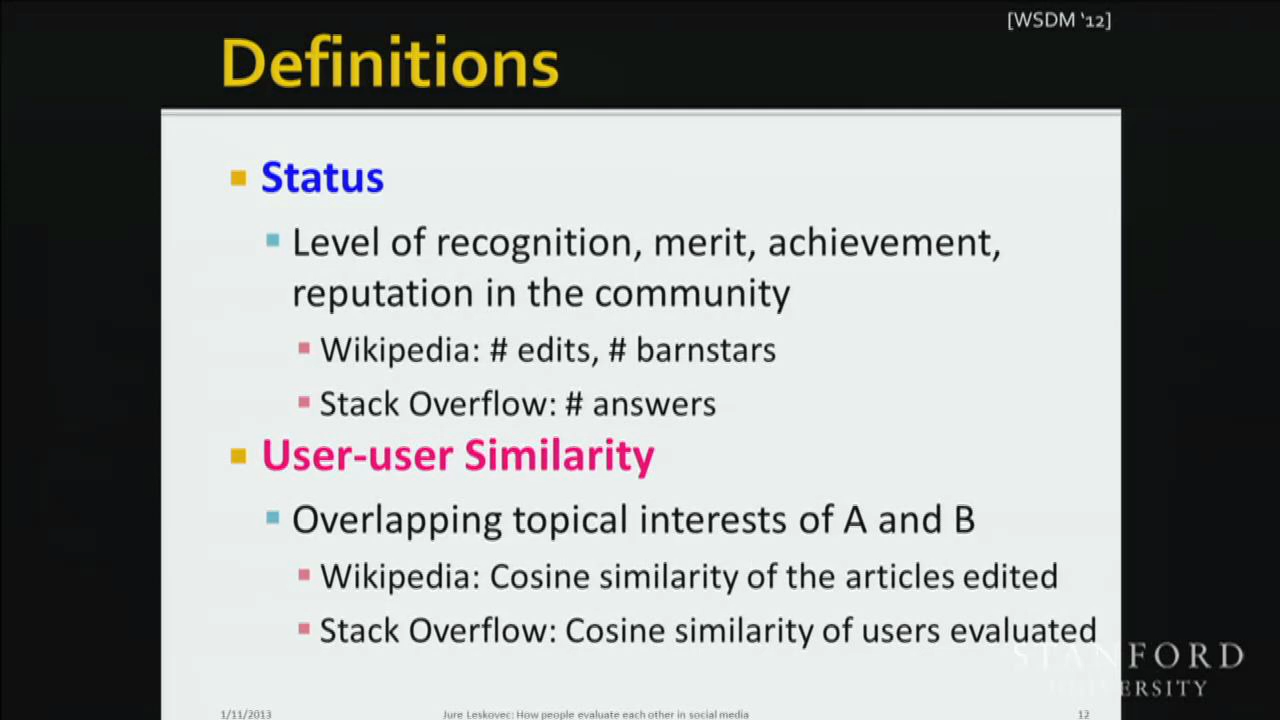 [WSDM ‘12]
Definitions
Status
Level of recognition, merit, achievement,
reputation in the community
Wikipedia: # edits, # barnstars
Stack Overflow: # answers
User-user Similarity
Overlapping topical interests of A and B
Wikipedia: Cosine similarity of the articles edited
Stack Overflow: Cosine similarity of users evaluated
STANFORD
UNIVERSITY
1/11/2013
Jure Leskovec: How people evaluate each other in social media
12